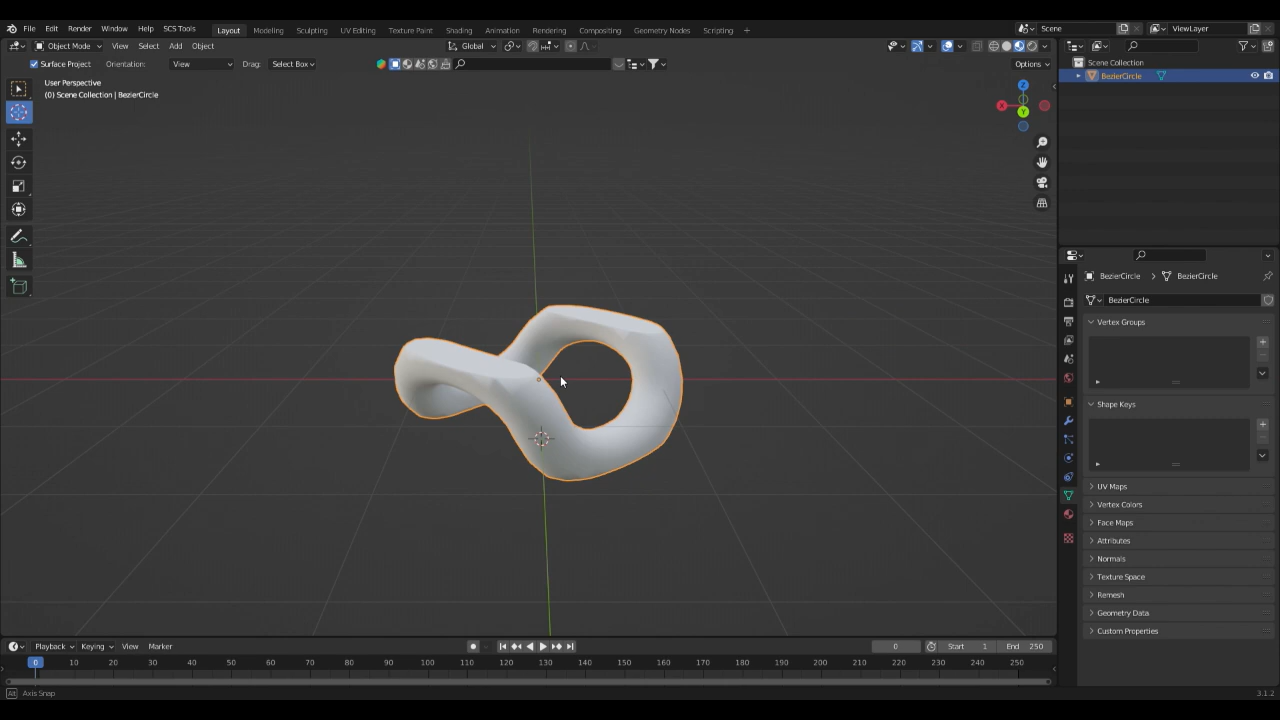 File Edit Render Window Help SCS Tools Layout Modeling Sculpting UV Editing Texture Paint Shading Animation Rendering Compositing Geometry Nodes Scripting + Scene ViewLayer
Object Mode View Select Add Object Global
Surface Project Orientation: View Drag: Select Box Options
User Perspective
(0) Scene Collection | BezierCircle
Z
X
Y
Scene Collection
BezierCircle
BezierCircle > BezierCircle
BezierCircle
Vertex Groups
Shape Keys
UV Maps
Vertex Colors
Face Maps
Attributes
Normals
Texture Space
Remesh
Geometry Data
Custom Properties
Playback Keying View Marker 0 Start 1 End 250
0 10 20 30 40 50 60 70 80 90 100 110 120 130 140 150 160 170 180 190 200 210 220 230 240 250
Alt Axis Snap 3.1.2